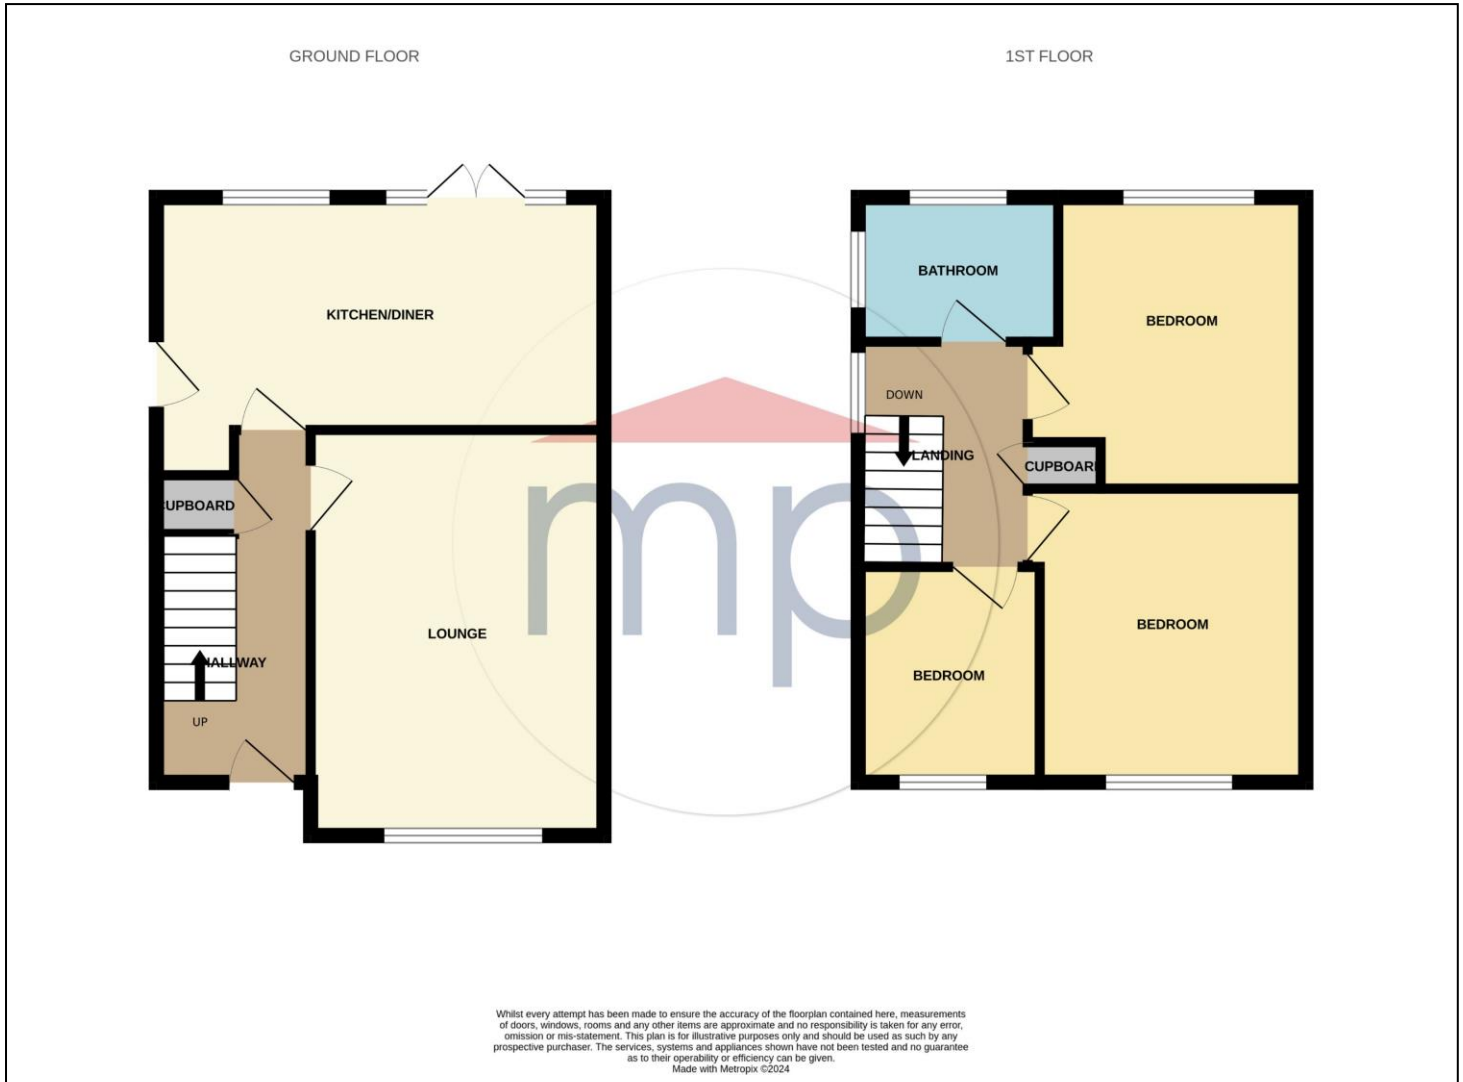 GROUND FLOOR
1ST FLOOR
KITCHEN/DINER
CUPBOARD
LOUNGE
HALLWAY
UP
BATHROOM
BEDROOM
DOWN
LANDING
CUPBOARD
BEDROOM
BEDROOM
mp
Whilst every attempt has been made to ensure the accuracy of the floorplan contained here, measurements
of doors, windows, rooms and any other items are approximate and no responsibility is taken for any error,
omission or mis-statement. This plan is for illustrative purposes only and should be used as such by any
prospective purchaser. The services, systems and appliances shown have not been tested and no guarantee
as to their operability or efficiency can be given.
Made with Metropix ©2024